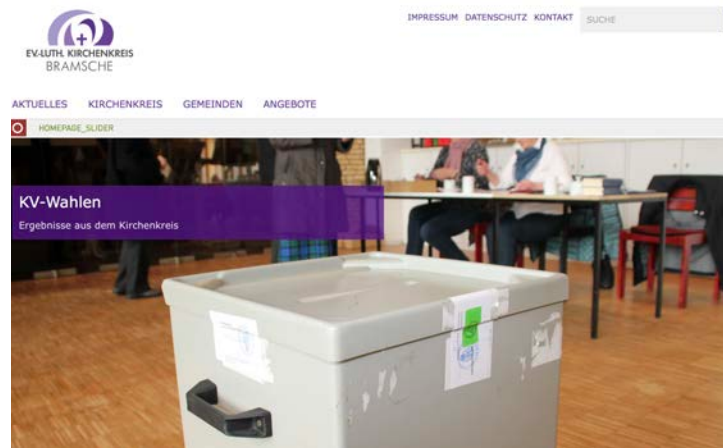 IMPRESSUM DATENSCHUTZ KONTAKT SUCHE
EV.-LUTH. KIRCHENKREIS
BRAMSCHE
AKTUELLES KIRCHENKREIS GEMEINDEN ANGEBOTE
HOMEPAGE_SLIDER
KV-Wahlen
Ergebnisse aus dem Kirchenkreis